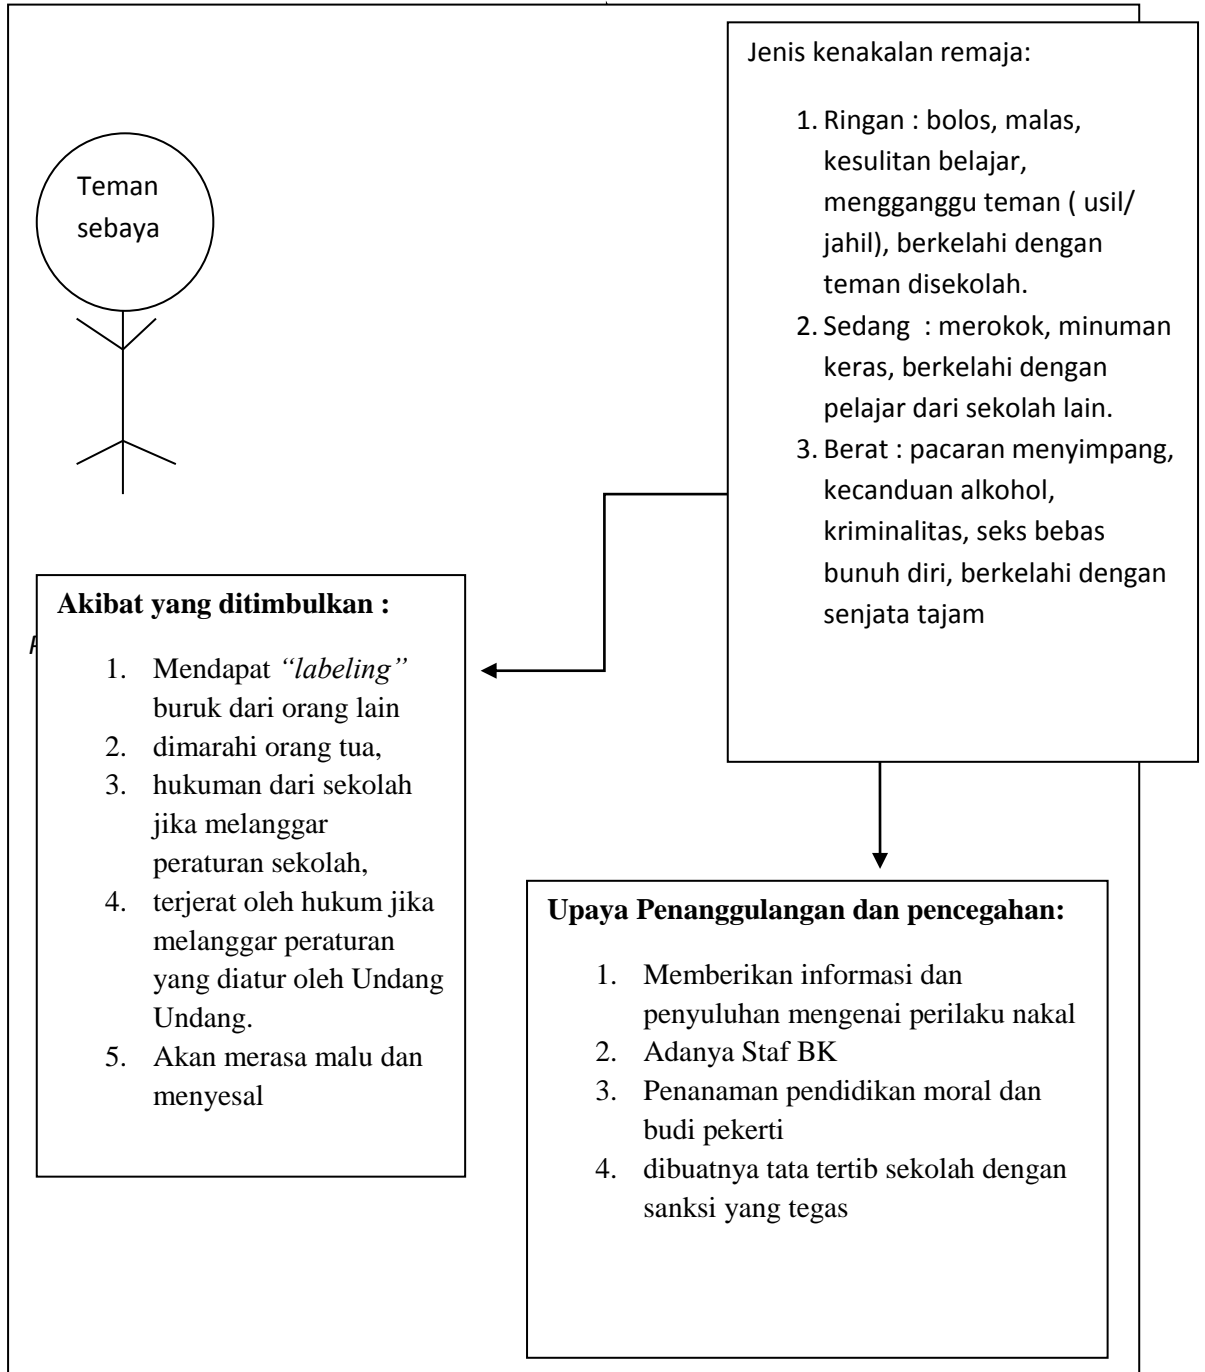 Jenis kenakalan remaja:
1. Ringan : bolos, malas,
kesulitan belajar,
mengganggu teman ( usil/
jahil), berkelahi dengan
teman disekolah.
2. Sedang : merokok, minuman
keras, berkelahi dengan
pelajar dari sekolah lain.
3. Berat : pacaran menyimpang,
kecanduan alkohol,
kriminalitas, seks bebas
bunuh diri, berkelahi dengan
senjata tajam
Teman
sebaya
Akibat yang ditimbulkan :
1. Mendapat “labeling”
buruk dari orang lain
2. dimarahi orang tua,
3. hukuman dari sekolah
jika melanggar
peraturan sekolah,
4. terjerat oleh hukum jika
melanggar peraturan
yang diatur oleh Undang
Undang.
5. Akan merasa malu dan
menyesal
Upaya Penanggulangan dan pencegahan:
1. Memberikan informasi dan
penyuluhan mengenai perilaku nakal
2. Adanya Staf BK
3. Penanaman pendidikan moral dan
budi pekerti
4. dibuatnya tata tertib sekolah dengan
sanksi yang tegas